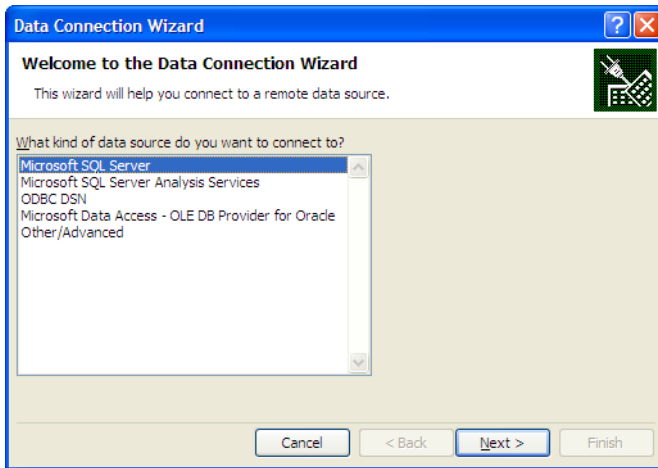 Data Connection Wizard
Welcome to the Data Connection Wizard
This wizard will help you connect to a remote data source.
What kind of data source do you want to connect to?
Microsoft SQL Server
Microsoft SQL Server Analysis Services
ODBC DSN
Microsoft Data Access - OLE DB Provider for Oracle
Other/Advanced
Cancel < Back Next > Finish